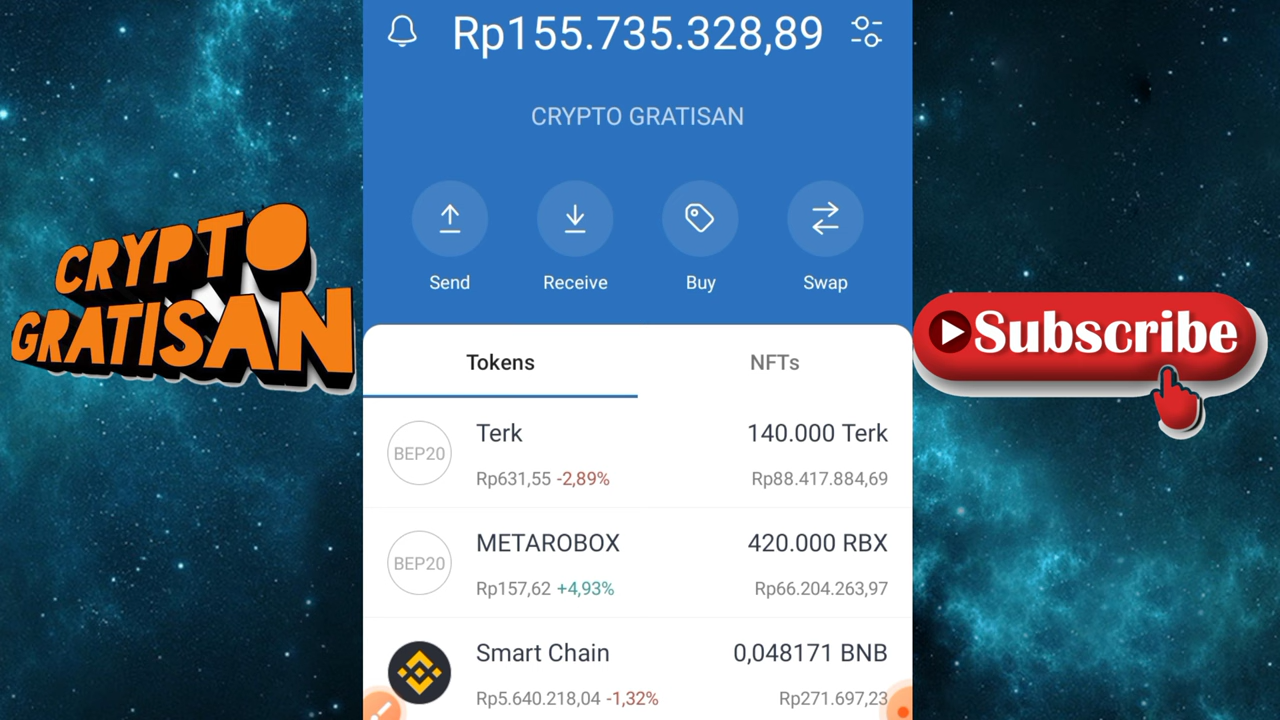 Rp155.735.328,89
CRYPTO GRATISAN
Send
Receive
Buy
Swap
CRYPTO
GRATISAN
Subscribe
Tokens
NFTs
BEP20
Terk
140.000 Terk
Rp631,55 -2,89%
Rp88.417.884,69
BEP20
METAROBOX
420.000 RBX
Rp157,62 +4,93%
Rp66.204.263,97
Smart Chain
0,048171 BNB
Rp5.640.218,04 -1,32%
Rp271.697,23